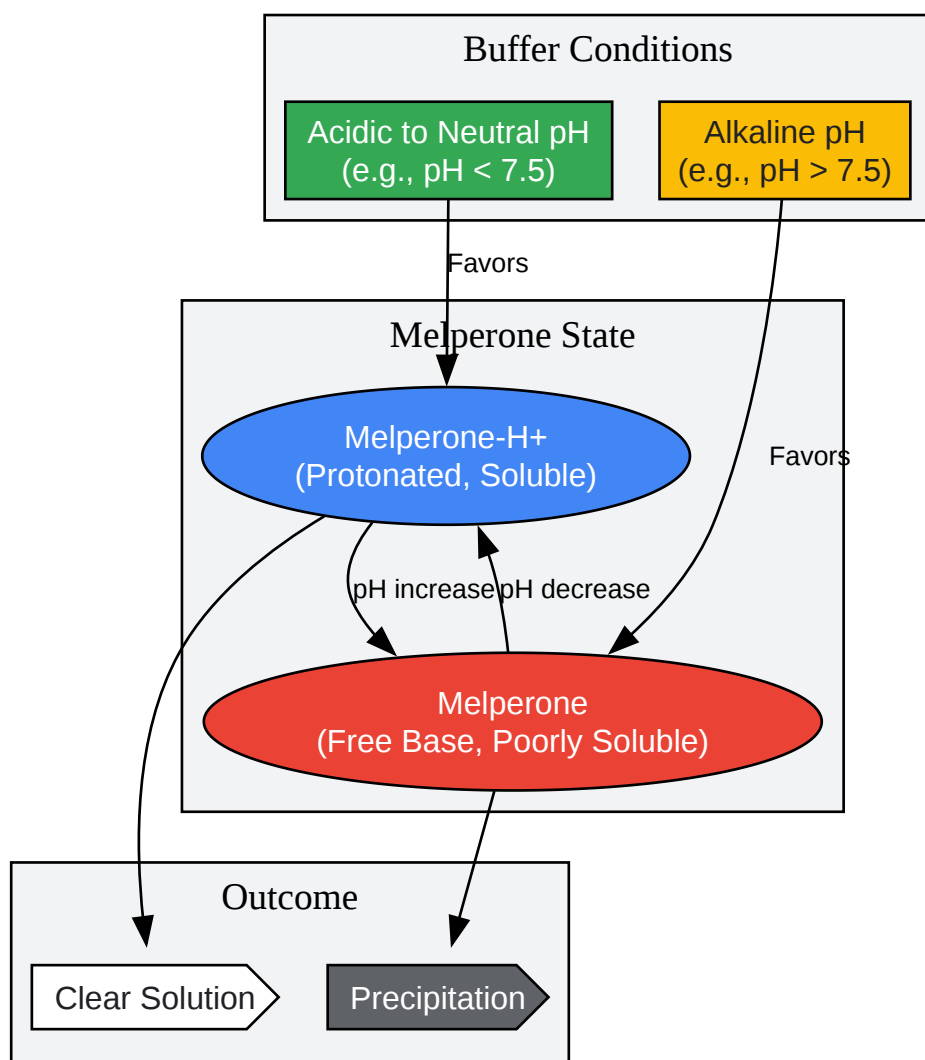 Buffer Conditions
Acidic to Neutral pH
(e.g., pH < 7.5)
Alkaline pH
(e.g., pH > 7.5)
Favors
Melperone State
Melperone-H+
(Protonated, Soluble)
Favors
pH increase
pH decrease
Melperone
(Free Base, Poorly Soluble)
Outcome
Clear Solution
Precipitation